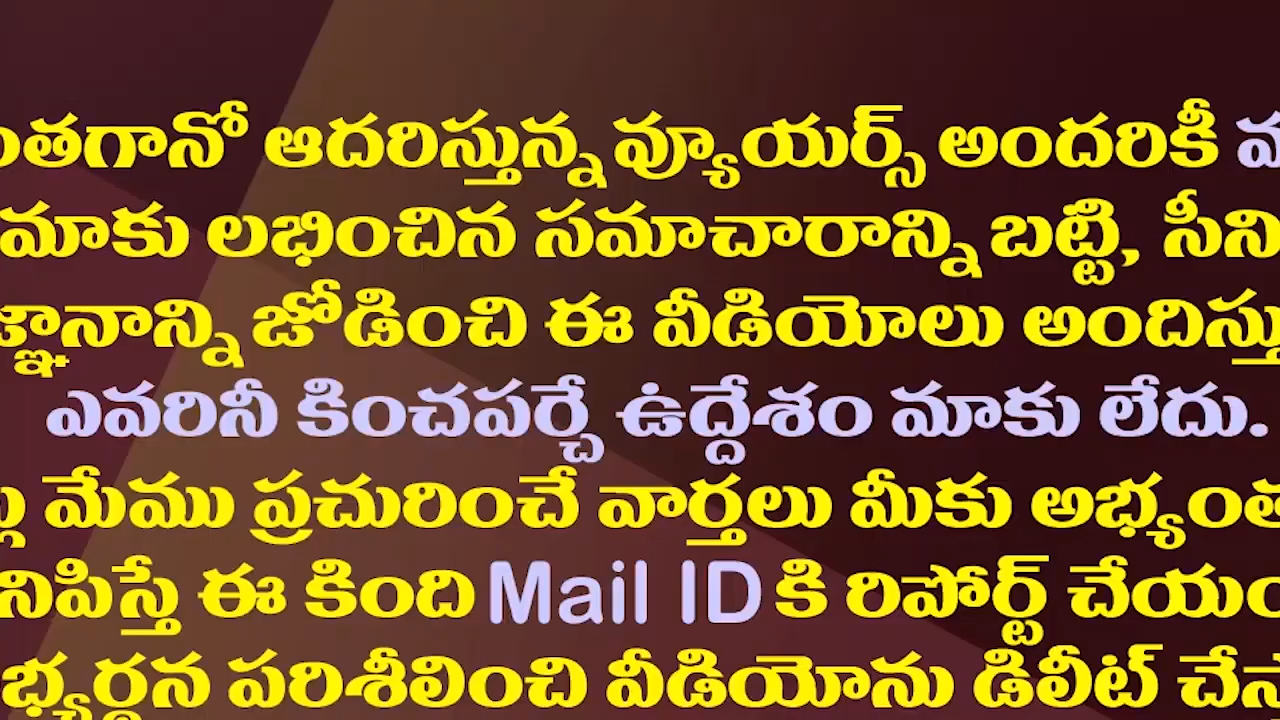 ంతగానో ఆదరిస్తున్న వ్యూయర్స్ అందరికీ
మాకు లభించిన సమాచారాన్ని బట్టి, సీని
జ్ఞానాన్ని జోడించి ఈ వీడియోలు అందిస్తు
ఎవరినీ కించపర్చే ఉద్దేశం మాకు లేదు.
మేము ప్రచురించే వార్తలు మీకు అభ్యంత
నిపిస్తే ఈ కింది Mail ID కి రిపోర్ట్ చేయం
భ్యర్థన పరిశీలించి వీడియోను డిలీట్ చేస